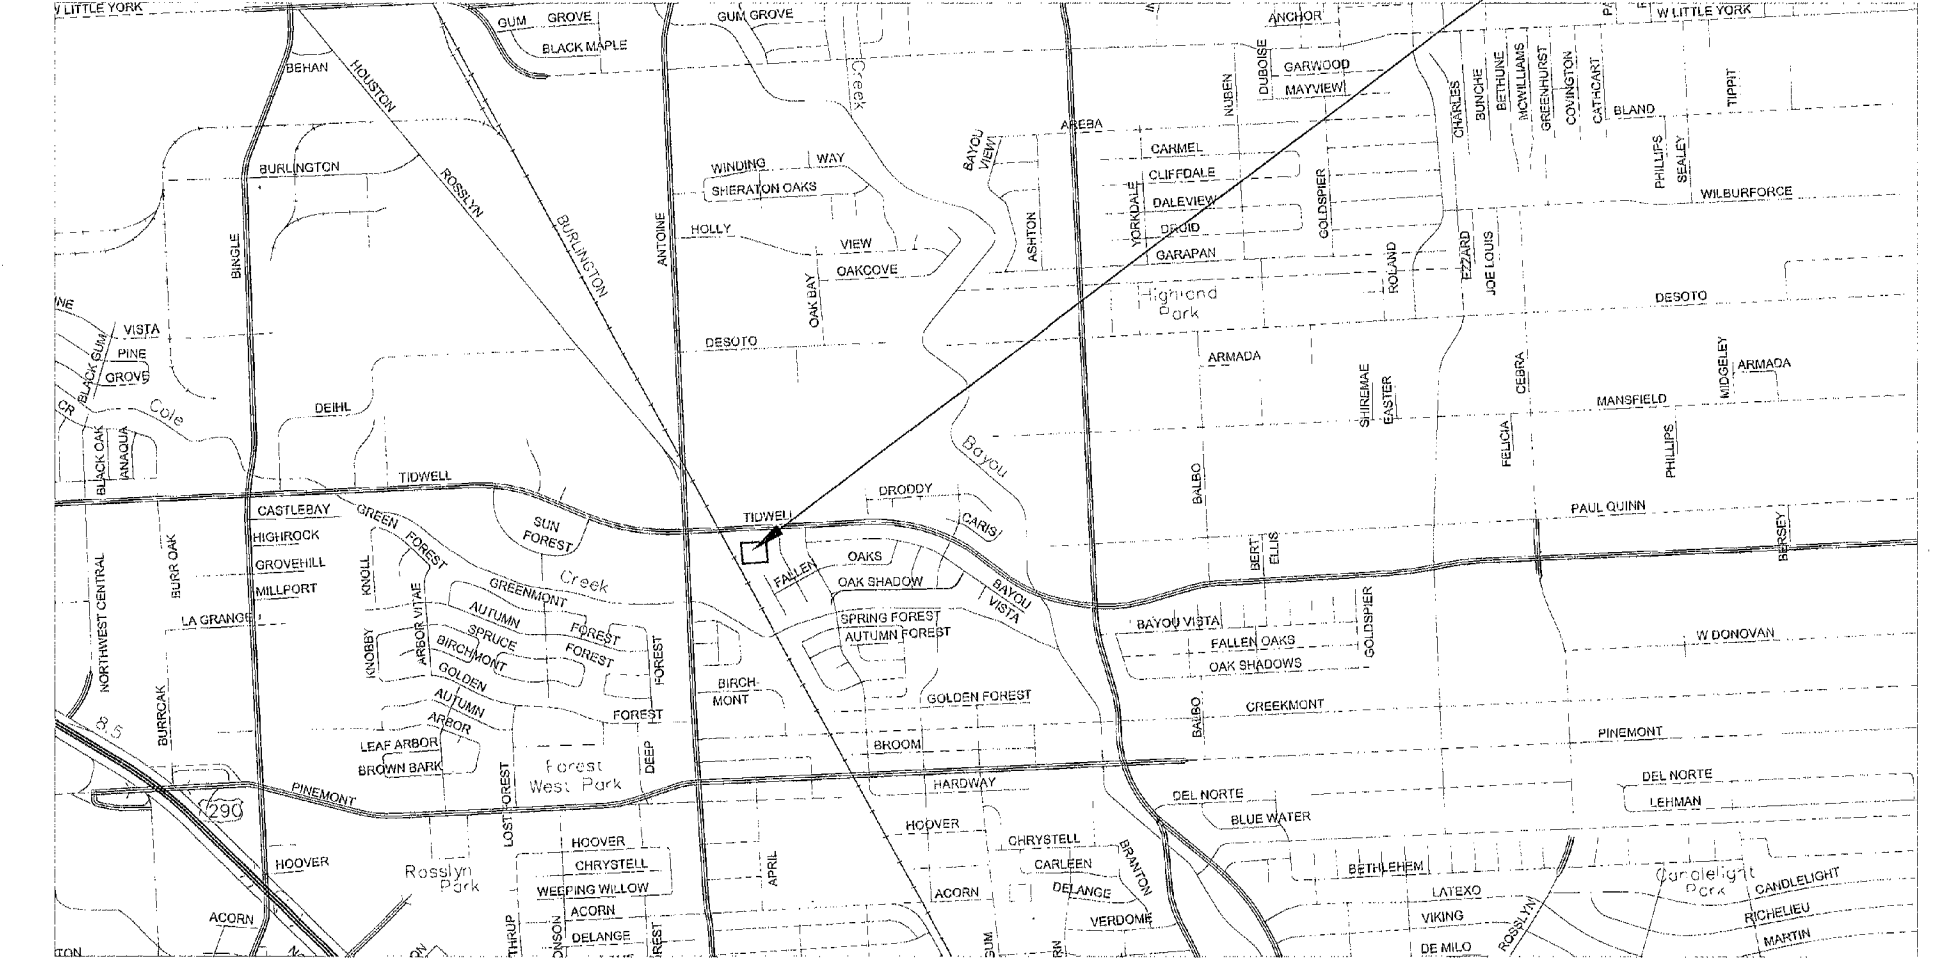 W LITTLE YORK
GUM
GROVE
BLACK MAPLE
GUM GROVE
ANCHOR
W LITTLE YORK
BEHAN
HOUSTON
Creek
DUBOISE
GARWOOD
MAYVIEW
NUBEN
CHARLES
BUNCHE
BETHUNE
MCWILLIAMS
GREENHURST
COVINGTON
CATHCART
TIPPIT
BLAND
AREBA
BAYOU VIEW
BURLINGTON
ROSSLYN
WINDING
WAY
SHERATON OAKS
CARMEL
CLIFFDALE
DALEVIEW
DRUID
GARAPAN
YORKDALE
GOLDSPIER
PHILLIPS
SEALEY
WILBURFORCE
BINGLE
BURLINGTON
ANTOINE
HOLLY
VIEW
OAKCOVE
OAK BAY
ASHTON
ROLAND
EZZARD
JOE LOUIS
Highland
Park
DESOTO
VISTA
PINE
GROVE
BLACK GUM
DESOTO
ARMADA
SHIREMAE
EASTER
CEBRA
MIDGELEY
ARMADA
MANSFIELD
CR
Cole
DEIHL
BLACK OAK
ANAQUA
Bayou
BALBO
FELICIA
PHILLIPS
TIDWELL
DRODDY
CASTLEBAY
GREEN
FOREST
SUN
FOREST
TIDWELL
CARIS
PAUL QUINN
HIGHROCK
GROVEHILL
MILLPORT
BURR OAK
NORTHWEST CENTRAL
KNOLL
KNOBBY
ARBOR VITAE
GREENMONT
Creek
FALLEN
OAKS
OAK SHADOW
BAYOU
VISTA
BERT
ELLIS
BERSEY
LA GRANGE
AUTUMN
FOREST
SPRUCE
FOREST
BIRCHMONT
GOLDEN
AUTUMN
ARBOR
FOREST
FOREST
SPRING FOREST
AUTUMN FOREST
BAYOU VISTA
FALLEN OAKS
OAK SHADOWS
GOLDSPIER
W DONOVAN
BIRCH-
MONT
GOLDEN FOREST
CREEKMONT
BALBO
8.5
LEAF ARBOR
BROWN BARK
DEEP
BROOM
PINEMONT
PINEMONT
Forest
West Park
LOST FOREST
HARDWAY
290
DEL NORTE
BLUE WATER
DEL NORTE
LEHMAN
HOOVER
Rosslyn
Park
HOOVER
CHRYSTELL
WEEPING WILLOW
ACORN
DELANGE
APRIL
HOOVER
ACORN
CHRYSTELL
CARLEEN
DELANGE
VERDOME
BRANTON
BETHLEHEM
LATEXO
VIKING
DE MILO
ROSSLYN
Candlelight
Park
CANDLELIGHT
RICHELIEU
MARTIN
ACORN
THRUP
GUM